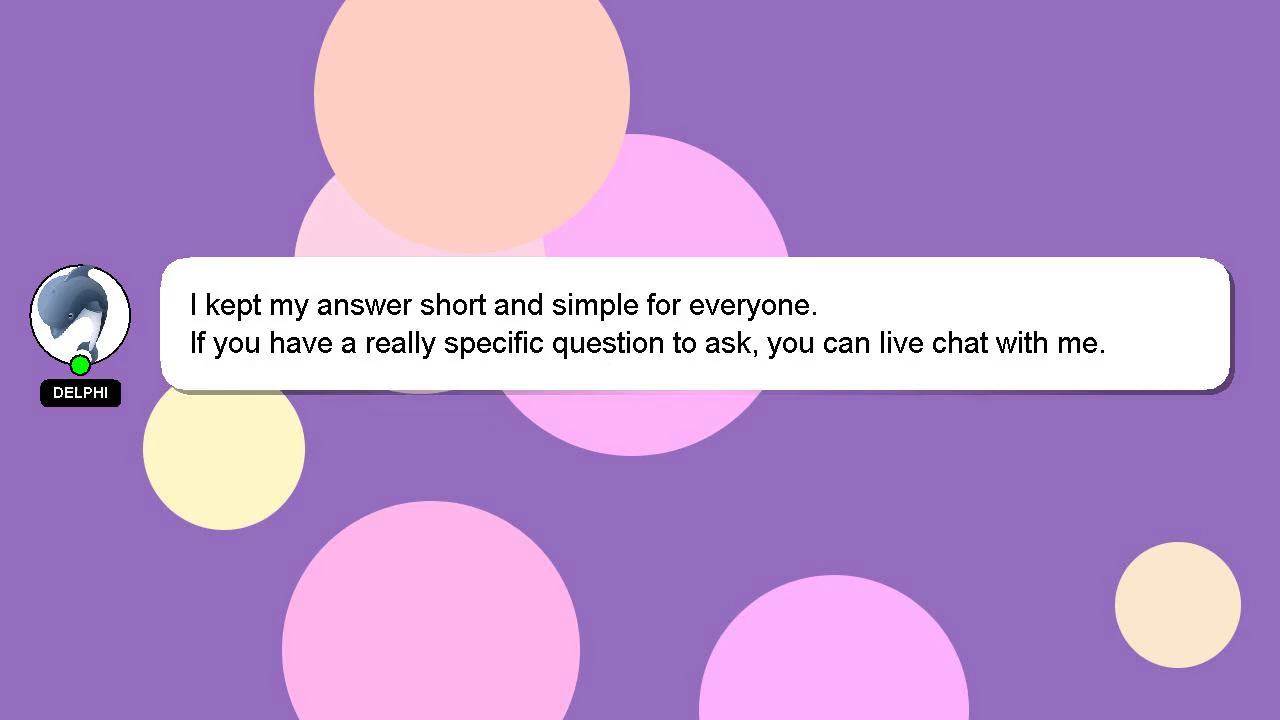 I kept my answer short and simple for everyone.
If you have a really specific question to ask, you can live chat with me.
DELPHI